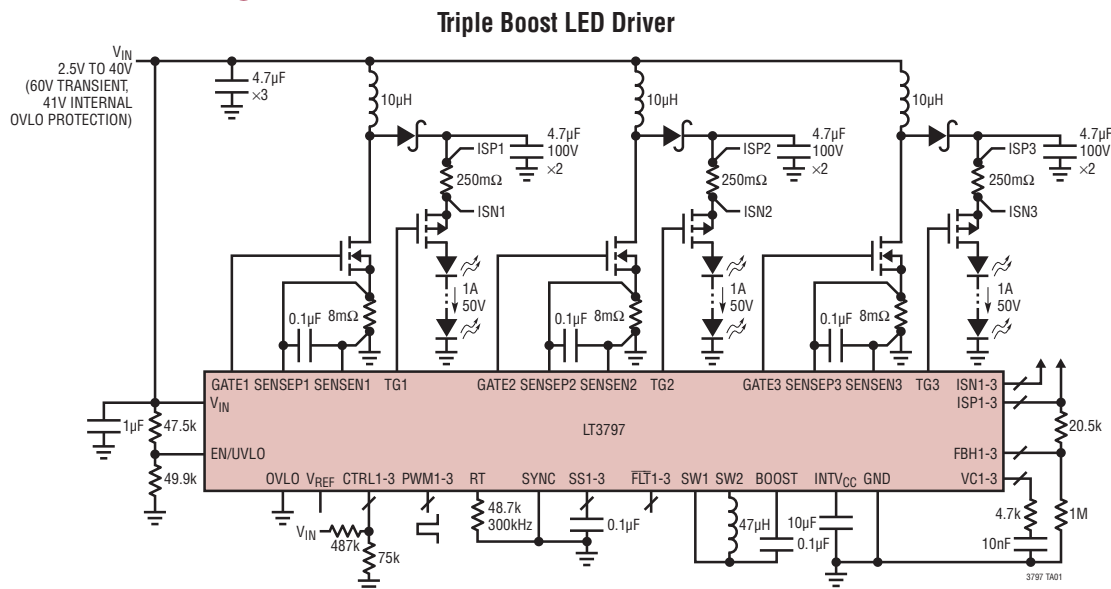 Triple Boost LED Driver
VIN
2.5V TO 40V
(60V TRANSIENT,
41V INTERNAL
OVLO PROTECTION)
4.7µF
×3
10µH
10µH
10µH
ISP1
4.7µF
100V
×2
250mΩ
ISN1
ISP2
4.7µF
100V
×2
250mΩ
ISN2
ISP3
4.7µF
100V
×2
250mΩ
ISN3
1A
50V
0.1µF
8mΩ
1A
50V
0.1µF
8mΩ
1A
50V
0.1µF
8mΩ
GATE1 SENSEP1 SENSEN1 TG1 GATE2 SENSEP2 SENSEN2 TG2 GATE3 SENSEP3 SENSEN3 TG3 ISN1-3
VIN
ISP1-3
1µF
47.5k
LT3797
20.5k
EN/UVLO
FBH1-3
49.9k
OVLO VREF CTRL1-3 PWM1-3 RT SYNC SS1-3 FLT1-3 SW1 SW2 BOOST INTVCC GND VC1-3
48.7k
300kHz
0.1µF
47µH
10µF
0.1µF
4.7k
1M
VIN
487k
75k
10nF
3797 TA01